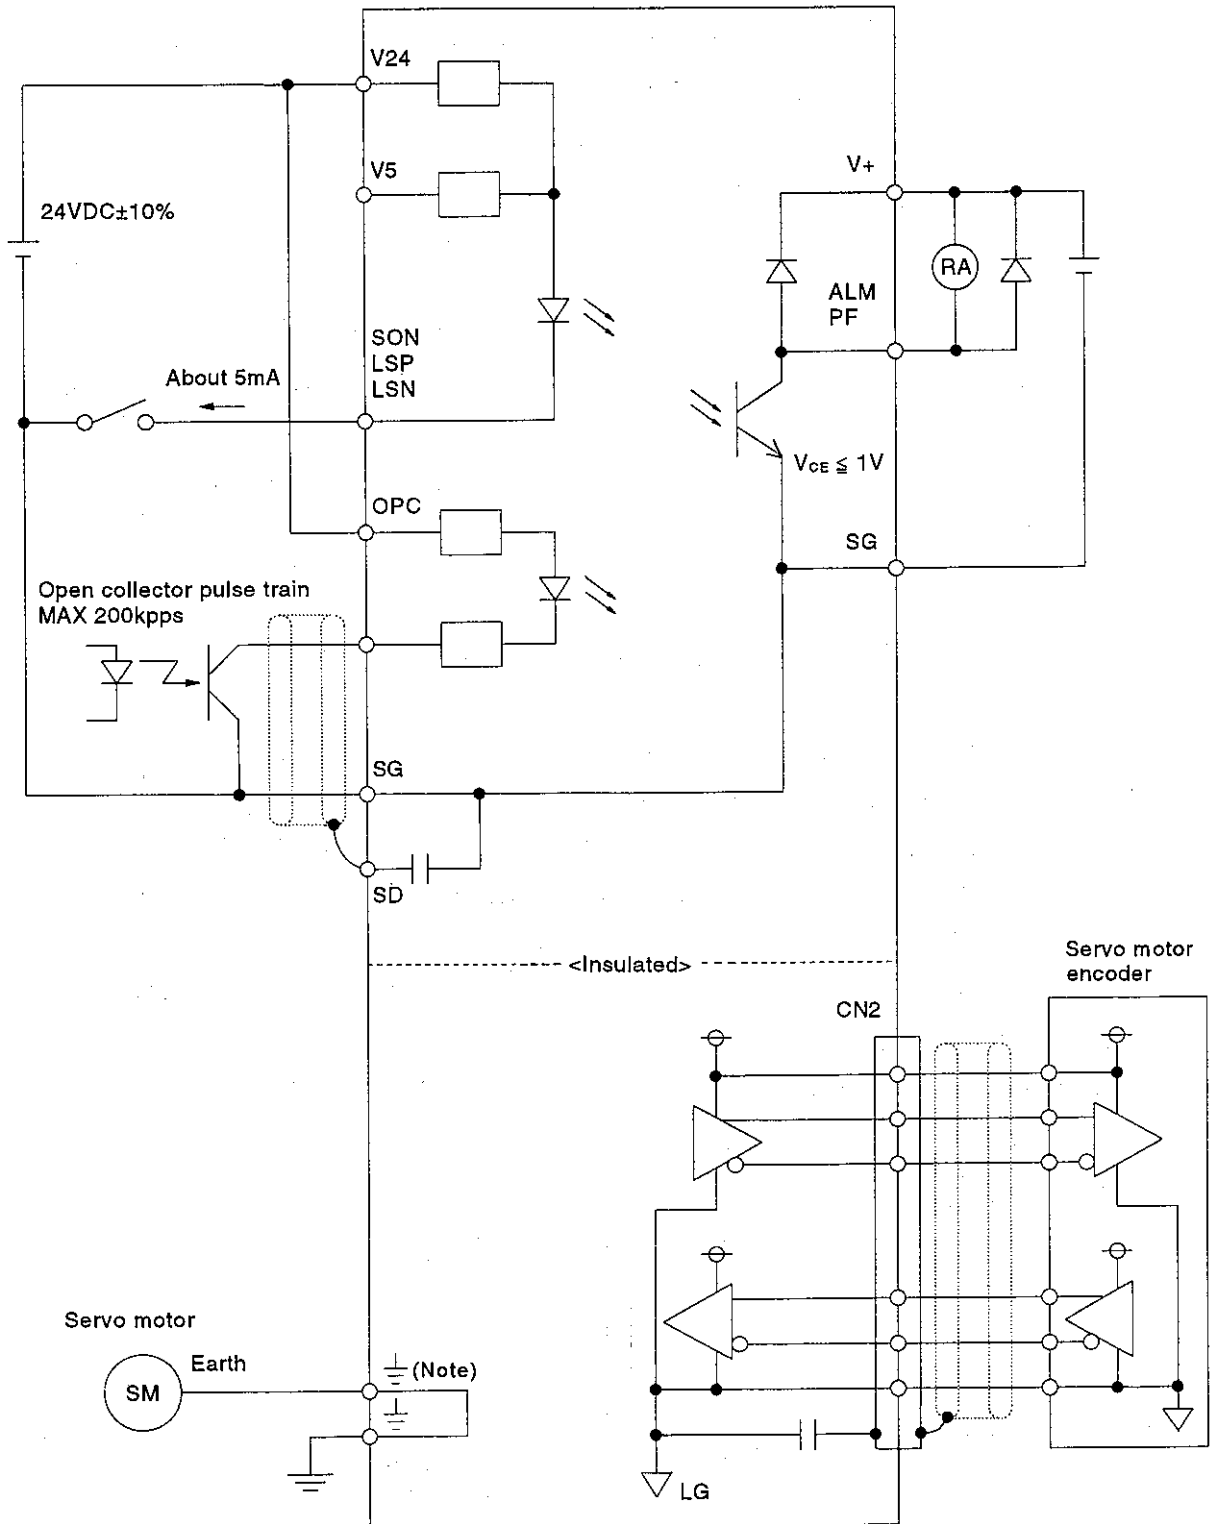 V24
V5
V+
24VDC±10%
RA
ALM
PF
SON
LSP
LSN
About 5mA
V_CE ≦ 1V
OPC
SG
Open collector pulse train
MAX 200kpps
SG
SD
<Insulated>
Servo motor
encoder
CN2
Servo motor
Earth
(Note)
SM
LG